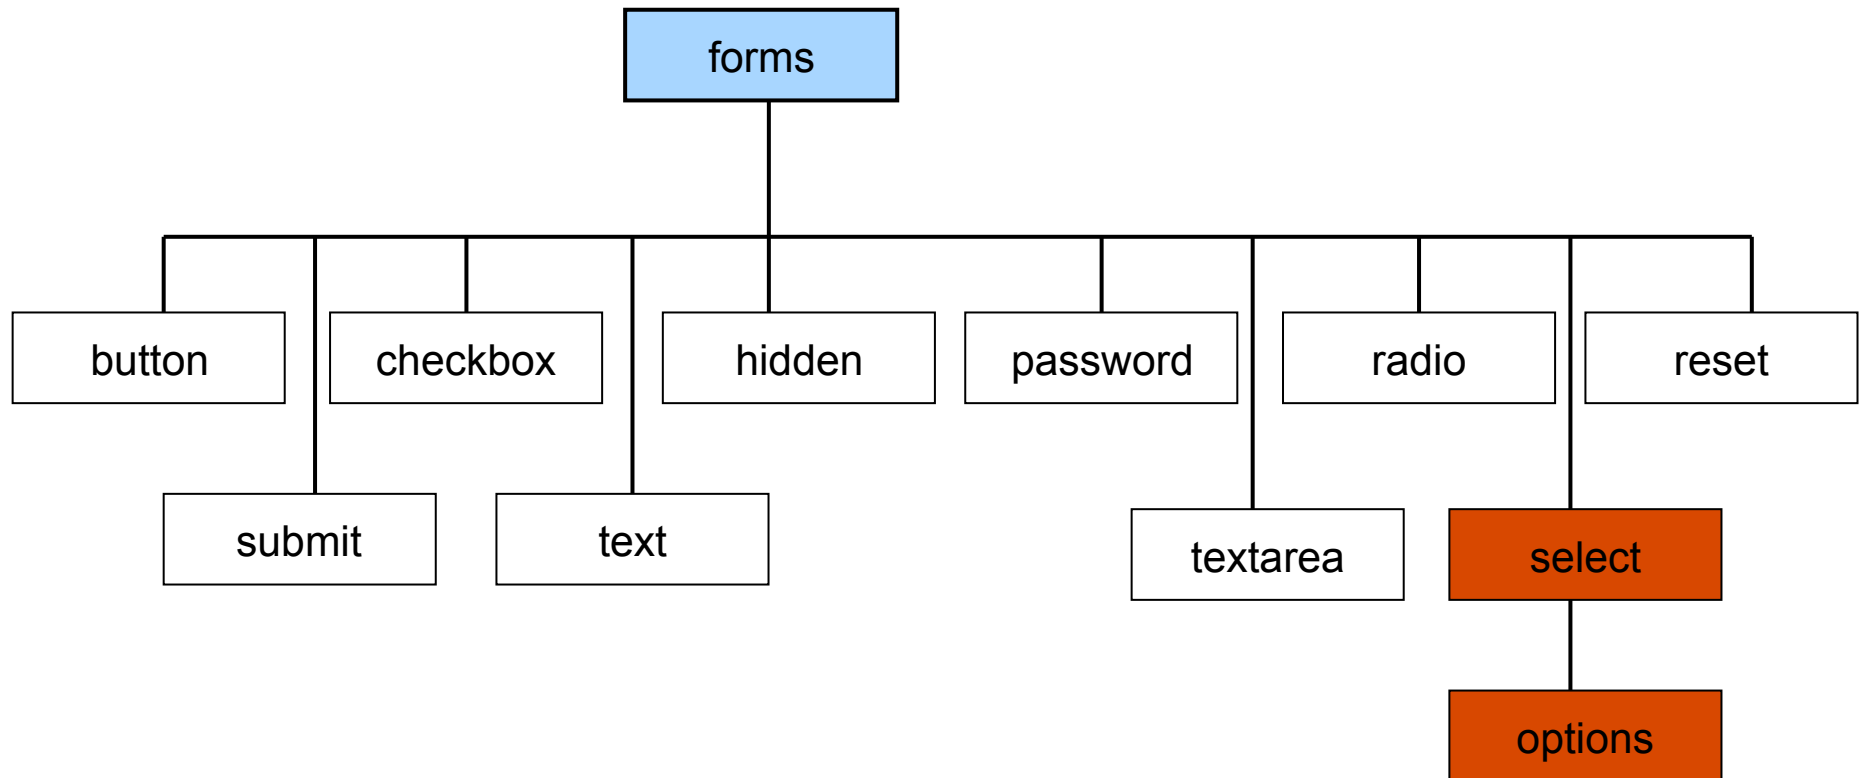 forms
button
checkbox
hidden
password
radio
reset
submit
text
textarea
select
options